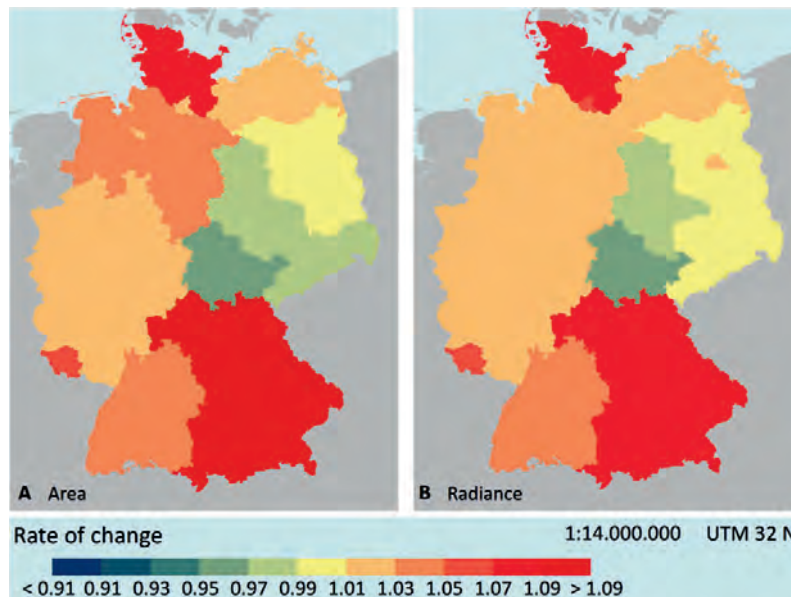 A Area
B Radiance
Rate of change 1:14.000.000 UTM 32 N
< 0.91 0.91 0.93 0.95 0.97 0.99 1.01 1.03 1.05 1.07 1.09 > 1.09